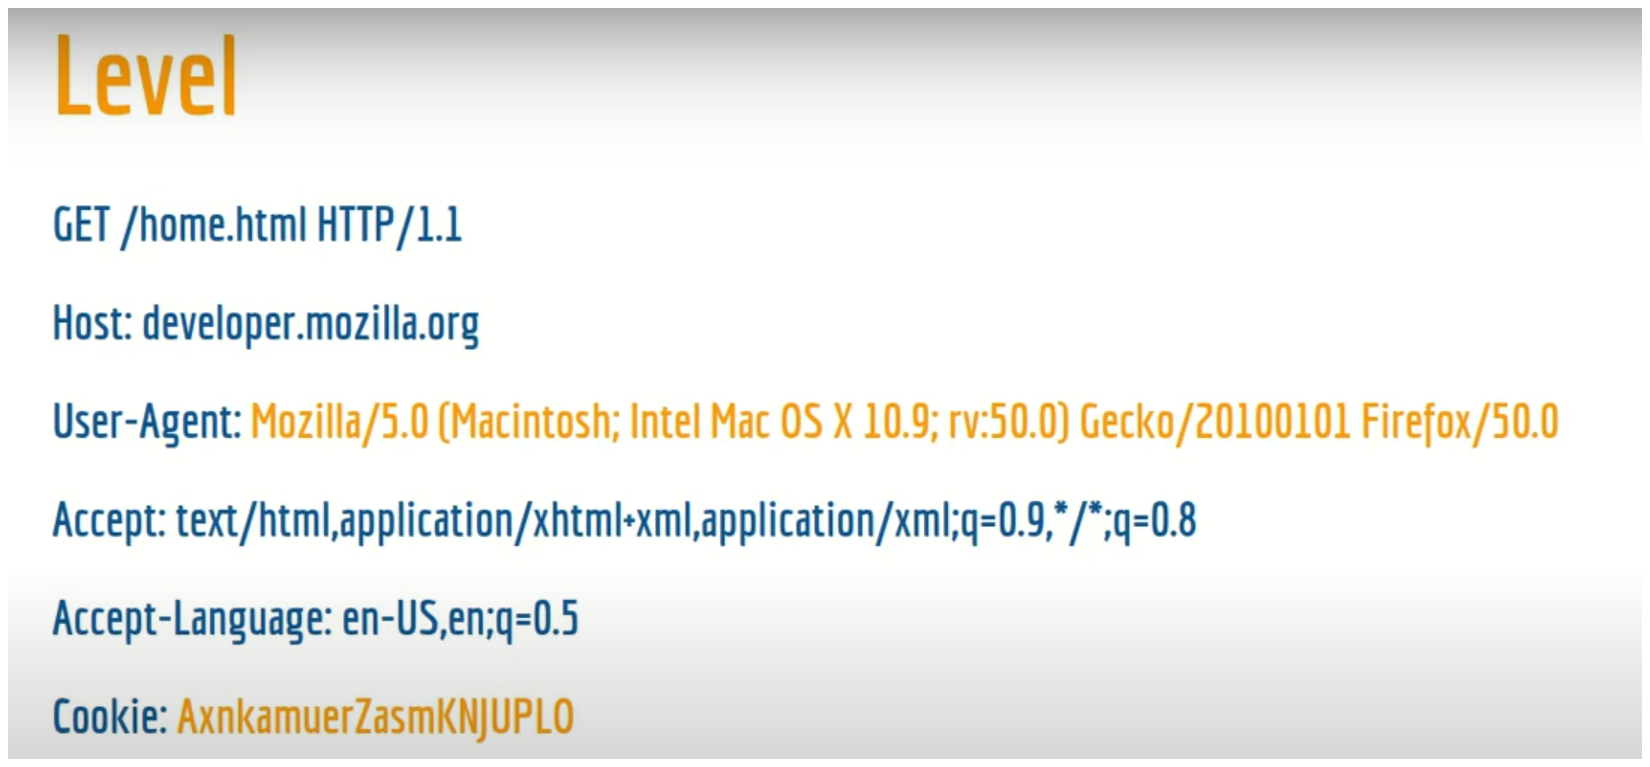 Level
GET /home.html HTTP/1.1
Host: developer.mozilla.org
User-Agent: Mozilla/5.0 (Macintosh; Intel Mac OS X 10.9; rv:50.0) Gecko/20100101 Firefox/50.0
Accept: text/html,application/xhtml+xml,application/xml;q=0.9,*/*;q=0.8
Accept-Language: en-US,en;q=0.5
Cookie: AxnkamuerZasmKNJUPLO